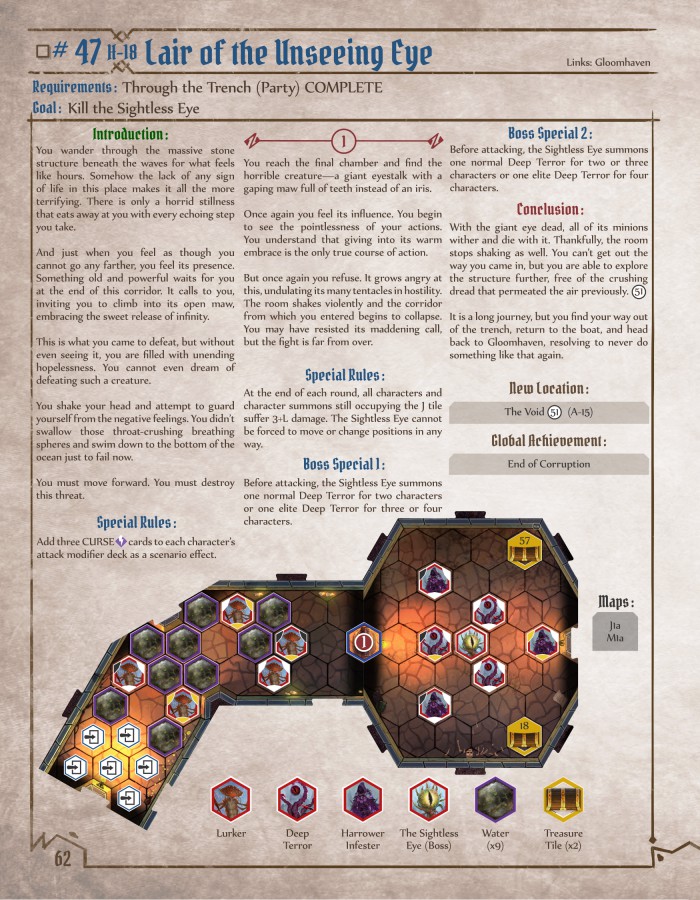 # 47 H-18 Lair of the Unseeing Eye
Links: Gloomhaven
Requirements: Through the Trench (Party) COMPLETE
Goal: Kill the Sightless Eye
Introduction:
You wander through the massive stone
structure beneath the waves for what feels
like hours. Somehow the lack of any sign
of life in this place makes it all the more
terrifying. There is only a horrid stillness
that eats away at you with every echoing step
you take.
And just when you feel as though you
cannot go any farther, you feel its presence.
Something old and powerful waits for you
at the end of this corridor. It calls to you,
inviting you to climb into its open maw,
embracing the sweet release of infinity.
This is what you came to defeat, but without
even seeing it, you are filled with unending
hopelessness. You cannot even dream of
defeating such a creature.
You shake your head and attempt to guard
yourself from the negative feelings. You didn't
swallow those throat-crushing breathing
spheres and swim down to the bottom of the
ocean just to fail now.
You must move forward. You must destroy
this threat.
Special Rules:
Add three CURSE cards to each character's
attack modifier deck as a scenario effect.
1
You reach the final chamber and find the
horrible creature—a giant eyestalk with a
gaping maw full of teeth instead of an iris.
Once again you feel its influence. You begin
to see the pointlessness of your actions.
You understand that giving into its warm
embrace is the only true course of action.
But once again you refuse. It grows angry at
this, undulating its many tentacles in hostility.
The room shakes violently and the corridor
from which you entered begins to collapse.
You may have resisted its maddening call,
but the fight is far from over.
Special Rules:
At the end of each round, all characters and
character summons still occupying the J tile
suffer 3+L damage. The Sightless Eye cannot
be forced to move or change positions in any
way.
Boss Special 1:
Before attacking, the Sightless Eye summons
one normal Deep Terror for two characters
or one elite Deep Terror for three or four
characters.
Boss Special 2:
Before attacking, the Sightless Eye summons
one normal Deep Terror for two or three
characters or one elite Deep Terror for four
characters.
Conclusion:
With the giant eye dead, all of its minions
wither and die with it. Thankfully, the room
stops shaking as well. You can't get out the
way you came in, but you are able to explore
the structure further, free of the crushing
dread that permeated the air previously. 51
It is a long journey, but you find your way out
of the trench, return to the boat, and head
back to Gloomhaven, resolving to never do
something like that again.
New Location:
The Void 51 (A-15)
Global Achievement:
End of Corruption
57
1
18
Maps:
J1a
M1a
Lurker
Deep
Terror
Harrower
Infester
The Sightless
Eye (Boss)
Water
(x9)
Treasure
Tile (x2)
62